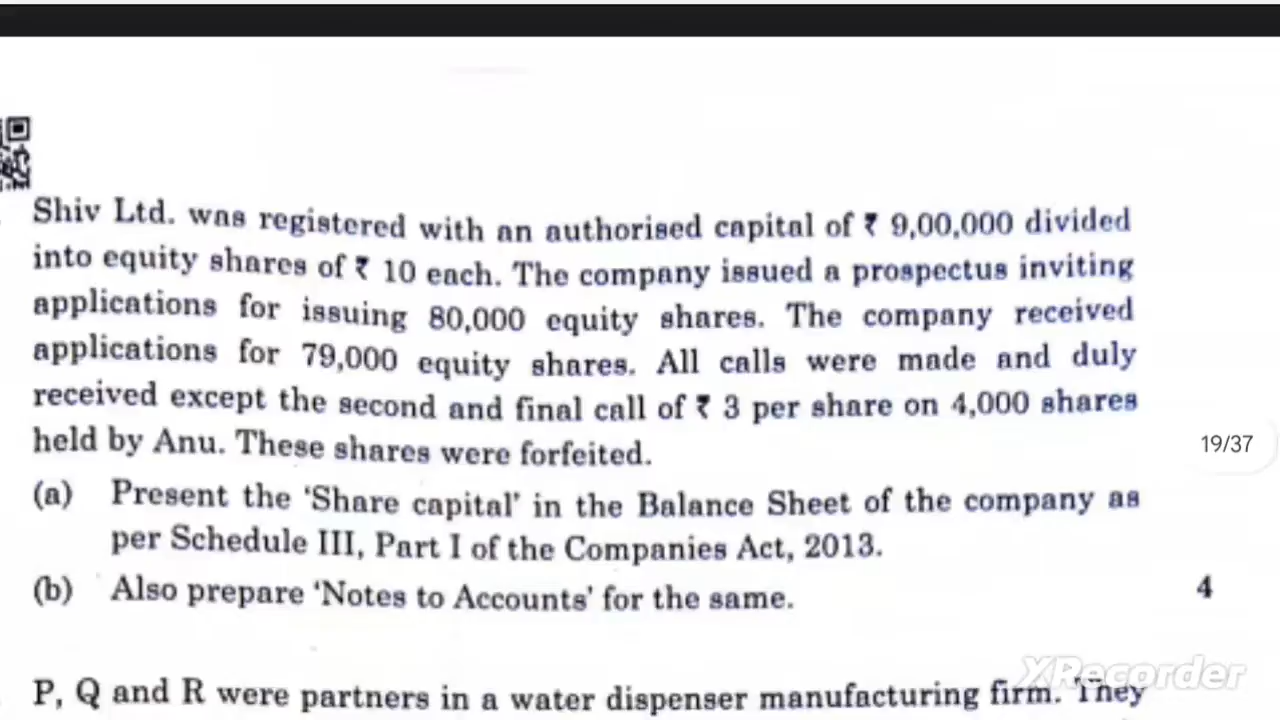 Shiv Ltd. was registered with an authorised capital of ₹ 9,00,000 divided
into equity shares of ₹ 10 each. The company issued a prospectus inviting
applications for issuing 80,000 equity shares. The company received
applications for 79,000 equity shares. All calls were made and duly
received except the second and final call of ₹ 3 per share on 4,000 shares
held by Anu. These shares were forfeited.
19/37
(a) Present the ‘Share capital’ in the Balance Sheet of the company as
per Schedule III, Part I of the Companies Act, 2013.
(b) Also prepare ‘Notes to Accounts’ for the same. 4
XRecorder
P, Q and R were partners in a water dispenser manufacturing firm. They